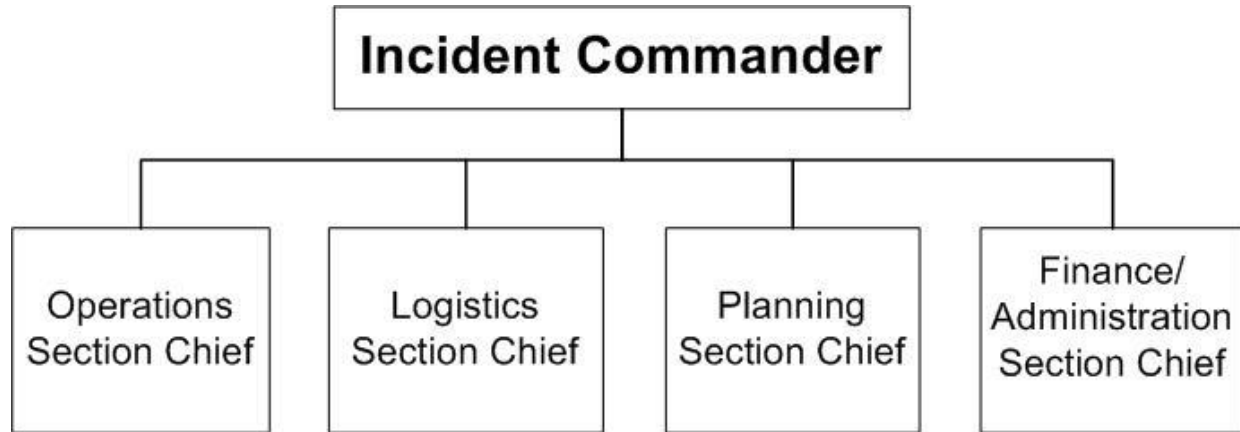 Incident Commander
Operations
Section Chief
Logistics
Section Chief
Planning
Section Chief
Finance/
Administration
Section Chief